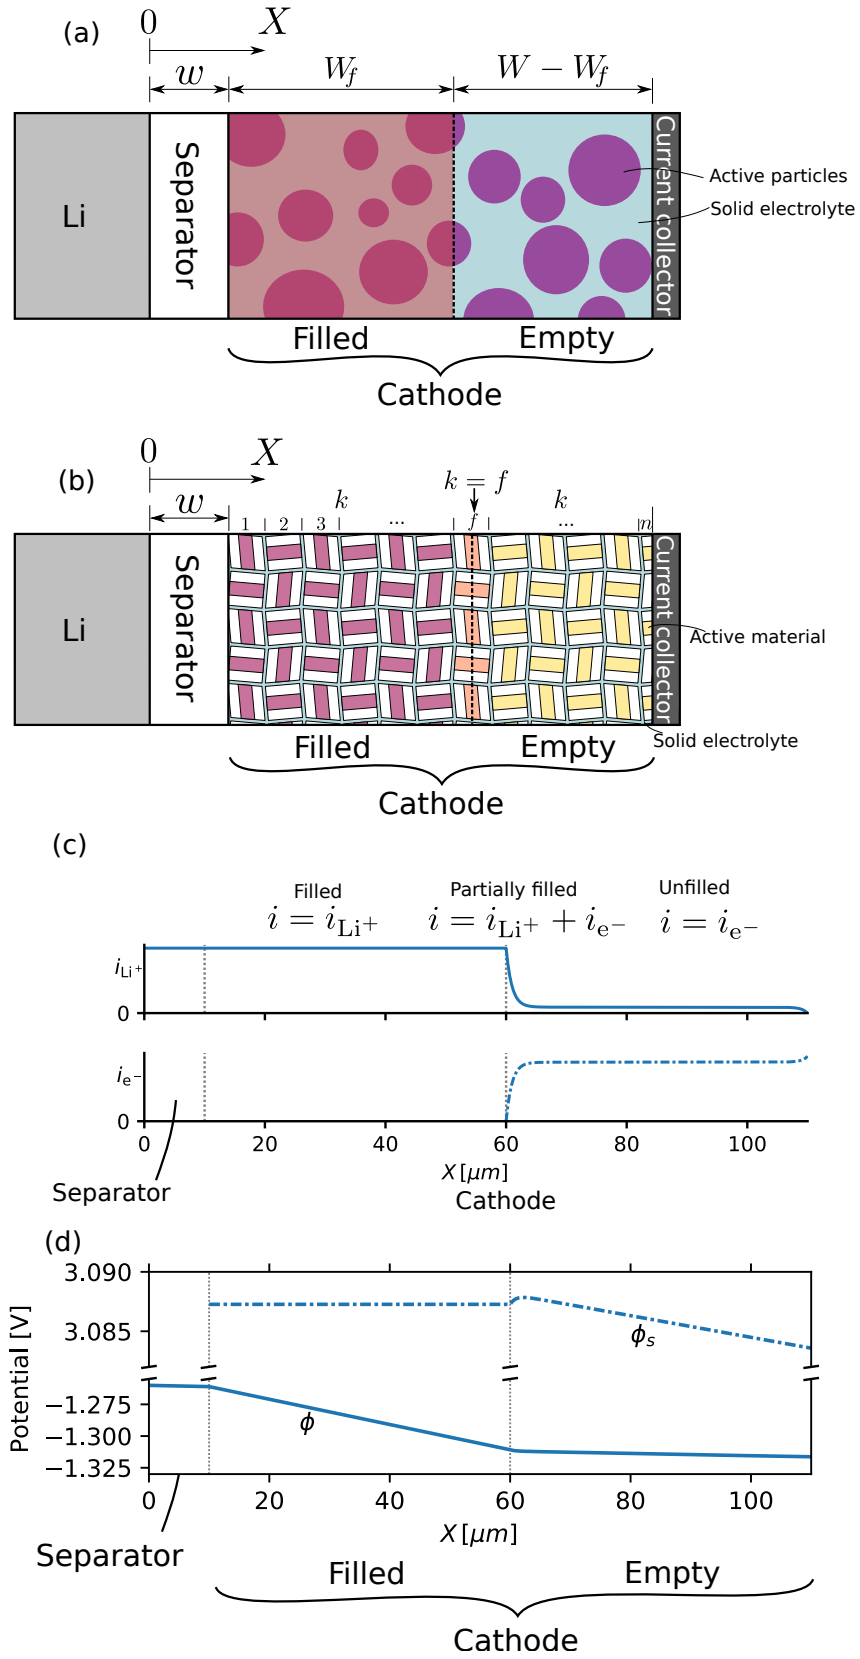 (a)
0 X
w W_f W − W_f
Li
Separator
Current collector
Active particles
Solid electrolyte
Filled Empty
Cathode
(b)
0 X
w k k = f k
1 2 3 ... f ... n
Li
Separator
Current collector
Active material
Solid electrolyte
Filled Empty
Cathode
(c)
Filled Partially filled Unfilled
i = i_Li⁺ i = i_Li⁺ + i_e⁻ i = i_e⁻
i_Li⁺
0
i_e⁻
0
0 20 40 60 80 100
X [μm]
Separator
Cathode
(d)
3.090
3.085
ϕ_s
Potential [V]
−1.275
ϕ
−1.300
−1.325
0 20 40 60 80 100
X [μm]
Separator
Filled Empty
Cathode